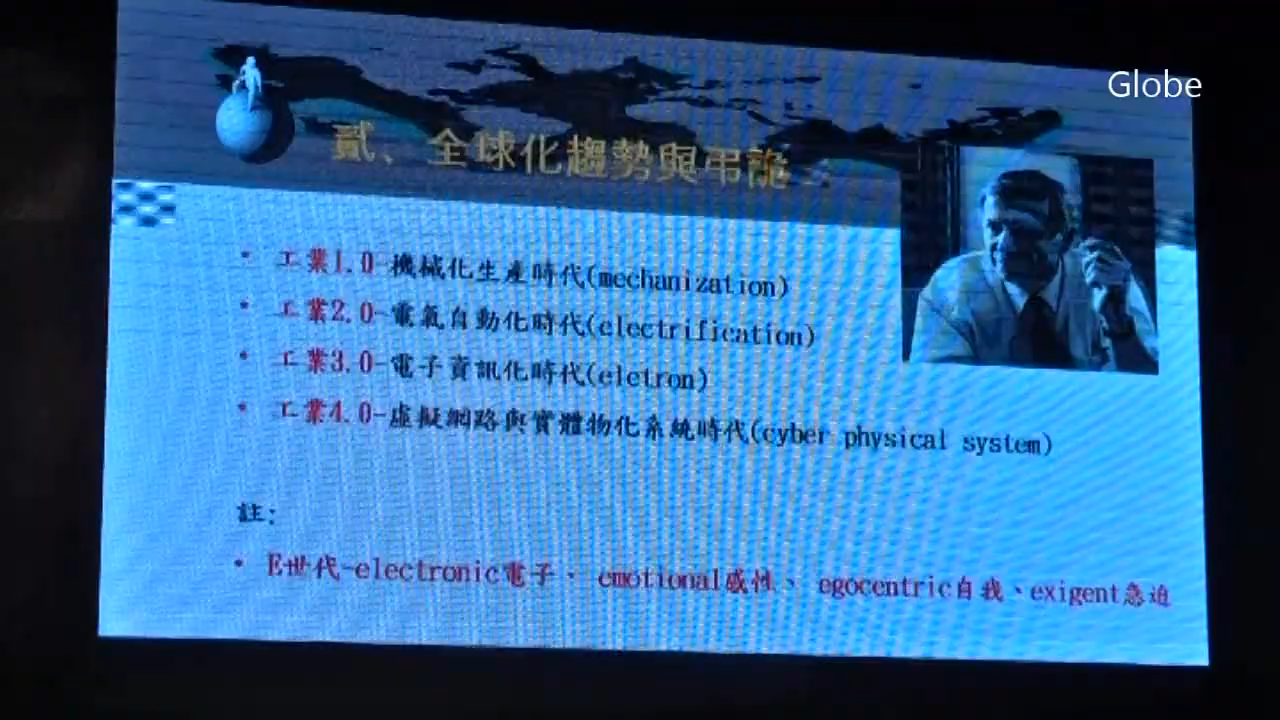 Globe
貳、全球化趨勢與弔詭
• 工業1.0-機械化生產時代(mechanization)
• 工業2.0-電氣自動化時代(electrification)
• 工業3.0-電子資訊化時代(eletron)
• 工業4.0-虛擬網路與實體物化系統時代(cyber physical system)
註:
• E世代-electronic電子、 emotional感性、 egocentric自我、exigent急迫